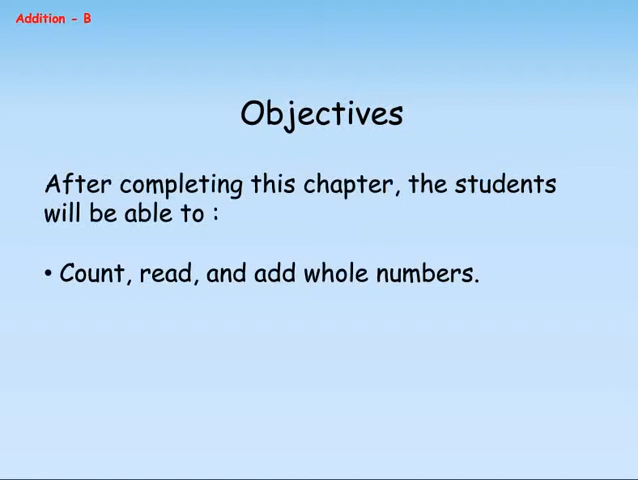 Addition - B
Objectives
After completing this chapter, the students
will be able to :
• Count, read, and add whole numbers.